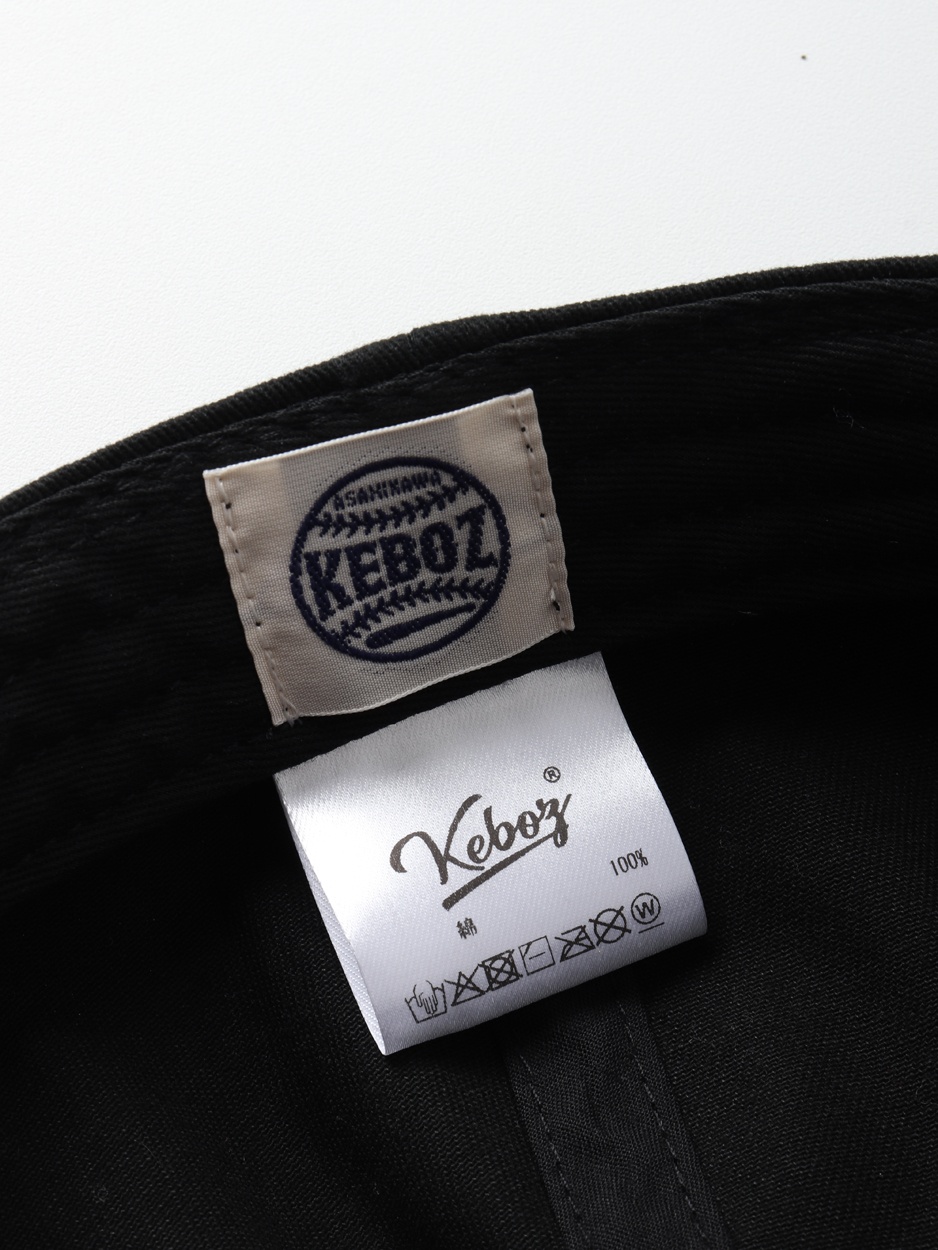 ASAHIKAWA
KEBOZ
Keboz®
100%
綿
W